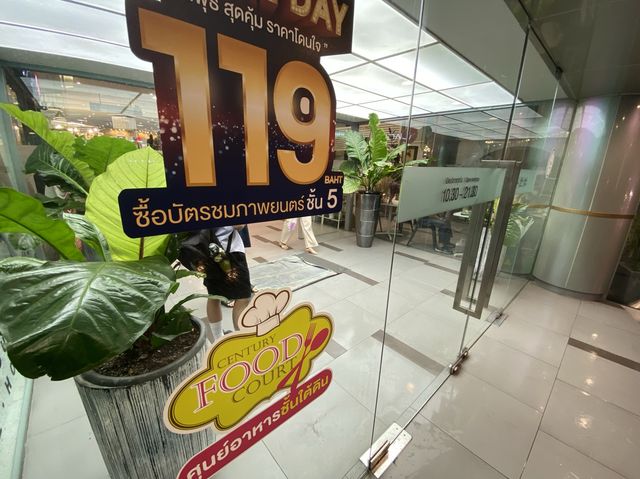 DAY
สุดคุ้ม ราคาโดนใจ"
119
BAHT
ซื้อบัตรชมภาพยนตร์ ชั้น 5
10:30-21:30
CENTURY
FOOD
COURT
ศูนย์อาหารชั้นใต้ดิน